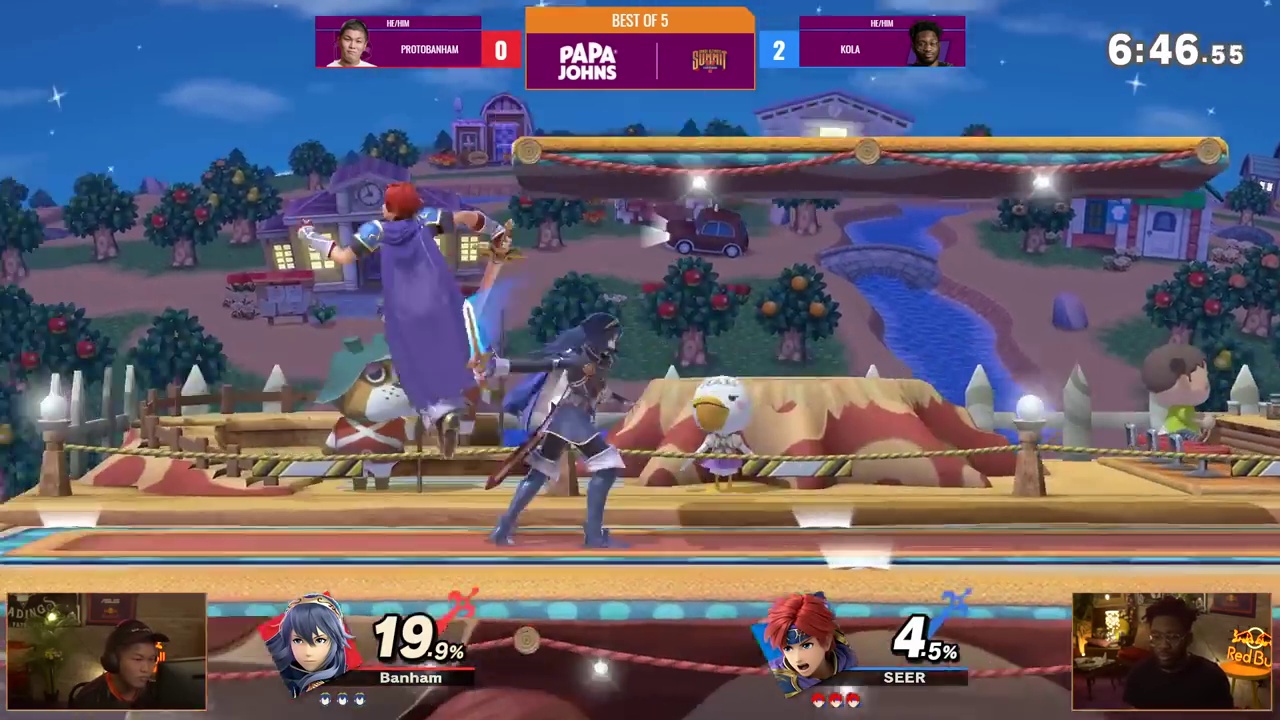 HE/HIM
PROTOBANHAM
0
BEST OF 5
PAPA
JOHNS
SUMMIT
2
HE/HIM
KOLA
6:46.55
19.9%
Banham
4.5%
SEER
Red Bu